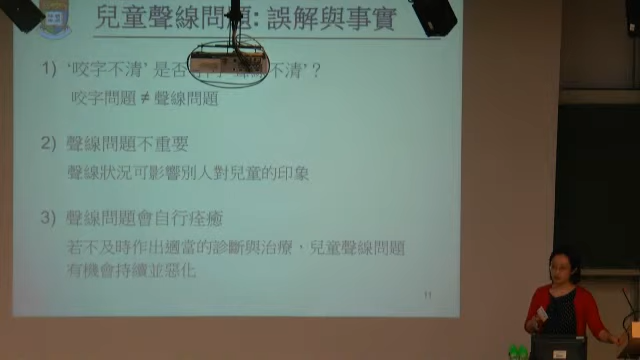 兒童聲線問題: 誤解與事實
1) ‘咬字不清’ 是否 不清’？
咬字問題 ≠ 聲線問題
2) 聲線問題不重要
聲線狀況可影響別人對兒童的印象
3) 聲線問題會自行痊癒
若不及時作出適當的診斷與治療，兒童聲線問題
有機會持續並惡化
11